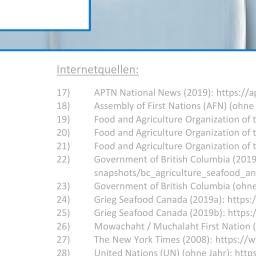 Internetquellen:
17) APTN National News (2019): https://a
18) Assembly of First Nations (AFN) (ohne
19) Food and Agriculture Organization of
20) Food and Agriculture Organization of
21) Food and Agriculture Organization of
22) Government of British Columbia (2019
snapshots/bc_agriculture_seafood_an
23) Government of British Columbia (ohne
24) Grieg Seafood Canada (2019a): https:/
25) Grieg Seafood Canada (2019b): https:
26) Mowachaht / Muchalaht First Nation (
27) The New York Times (2008): https://w
28) United Nations (UN) (ohne Jahr): https